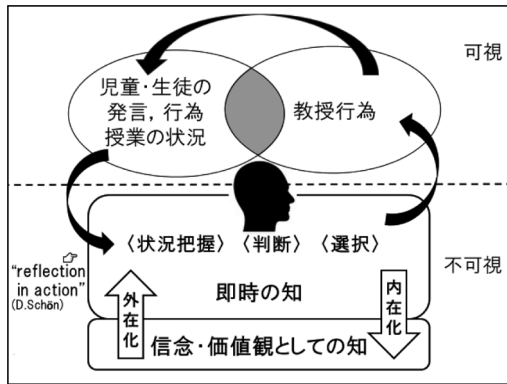 可視
児童・生徒の
発言，行為
授業の状況
教授行為
〈状況把握〉〈判断〉〈選択〉
☞
“reflection
in action”
(D.Schön)
不可視
即時の知
外在化
内在化
信念・価値観としての知